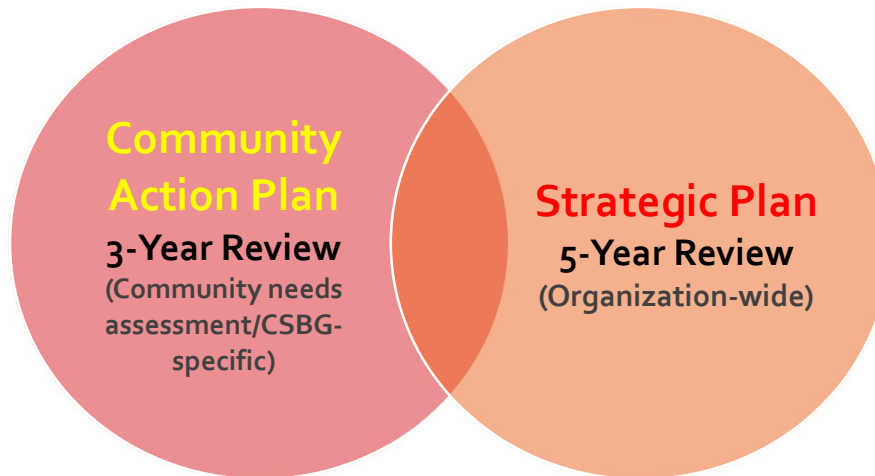 Community
Action Plan
3-Year Review
(Community needs
assessment/CSBG-
specific)
Strategic Plan
5-Year Review
(Organization-wide)